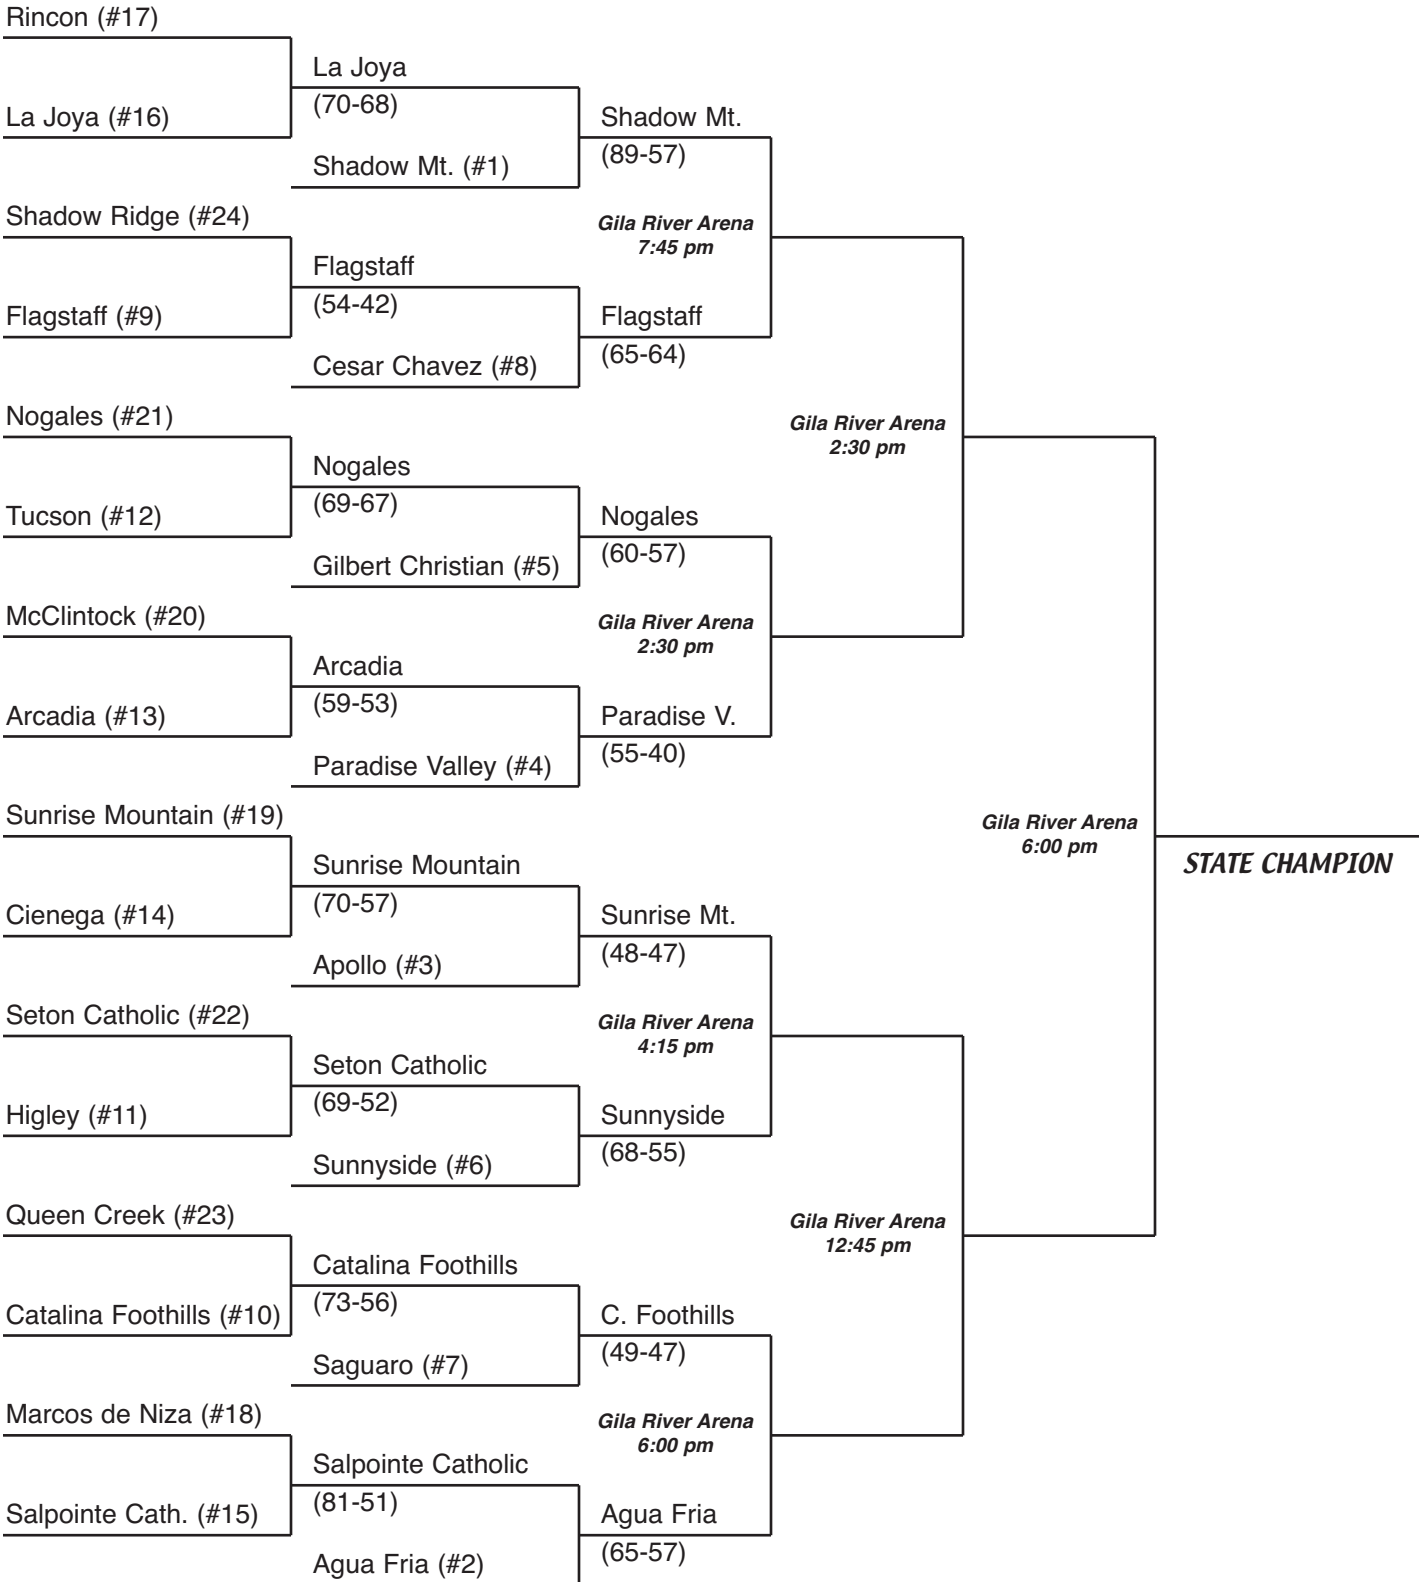 Rincon (#17)
La Joya
(70-68)
La Joya (#16)
Shadow Mt.
(89-57)
Shadow Mt. (#1)
Shadow Ridge (#24)
Gila River Arena
7:45 pm
Flagstaff
(54-42)
Flagstaff (#9)
Flagstaff
(65-64)
Cesar Chavez (#8)
Nogales (#21)
Gila River Arena
2:30 pm
Nogales
(69-67)
Tucson (#12)
Nogales
(60-57)
Gilbert Christian (#5)
McClintock (#20)
Gila River Arena
2:30 pm
Arcadia
(59-53)
Arcadia (#13)
Paradise V.
(55-40)
Paradise Valley (#4)
Sunrise Mountain (#19)
Gila River Arena
6:00 pm
STATE CHAMPION
Sunrise Mountain
(70-57)
Cienega (#14)
Sunrise Mt.
(48-47)
Apollo (#3)
Seton Catholic (#22)
Gila River Arena
4:15 pm
Seton Catholic
(69-52)
Higley (#11)
Sunnyside
(68-55)
Sunnyside (#6)
Queen Creek (#23)
Gila River Arena
12:45 pm
Catalina Foothills
(73-56)
Catalina Foothills (#10)
C. Foothills
(49-47)
Saguaro (#7)
Marcos de Niza (#18)
Gila River Arena
6:00 pm
Salpointe Catholic
(81-51)
Salpointe Cath. (#15)
Agua Fria
(65-57)
Agua Fria (#2)